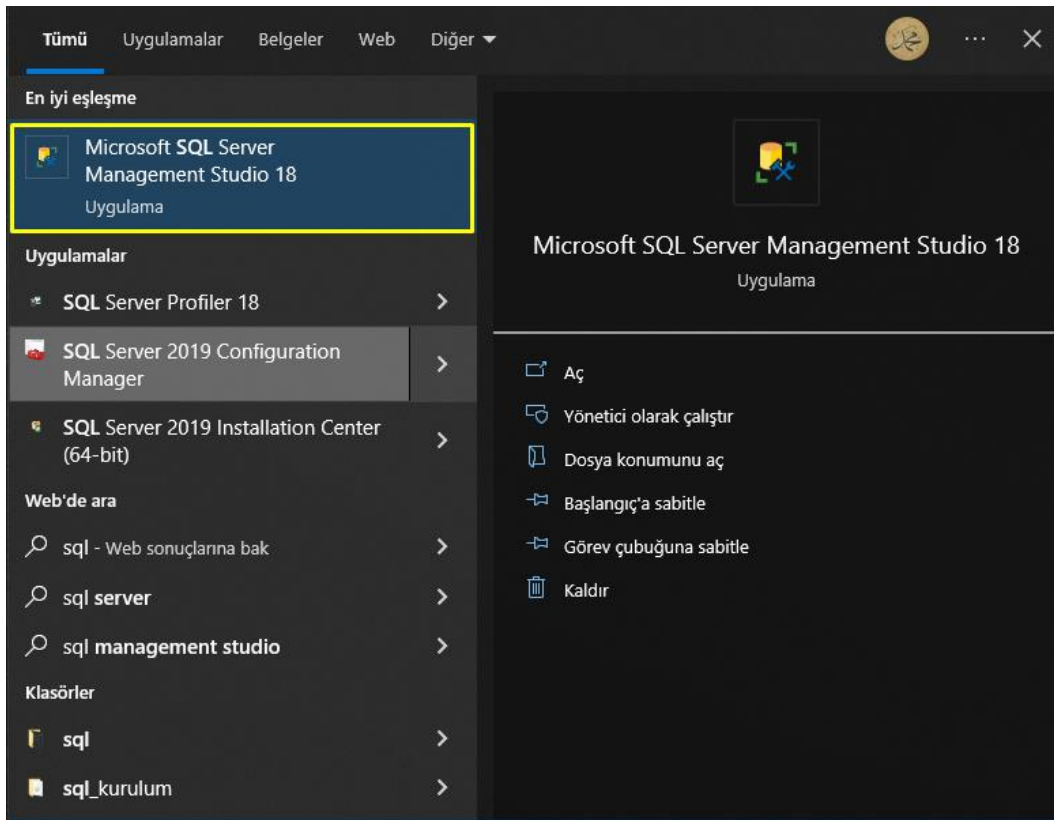 Tümü Uygulamalar Belgeler Web Diğer
En iyi eşleşme
Microsoft SQL Server
Management Studio 18
Uygulama
Uygulamalar
SQL Server Profiler 18
SQL Server 2019 Configuration
Manager
SQL Server 2019 Installation Center
(64-bit)
Web'de ara
sql - Web sonuçlarına bak
sql server
sql management studio
Klasörler
sql
sql_kurulum
Microsoft SQL Server Management Studio 18
Uygulama
Aç
Yönetici olarak çalıştır
Dosya konumunu aç
Başlangıç'a sabitle
Görev çubuğuna sabitle
Kaldır